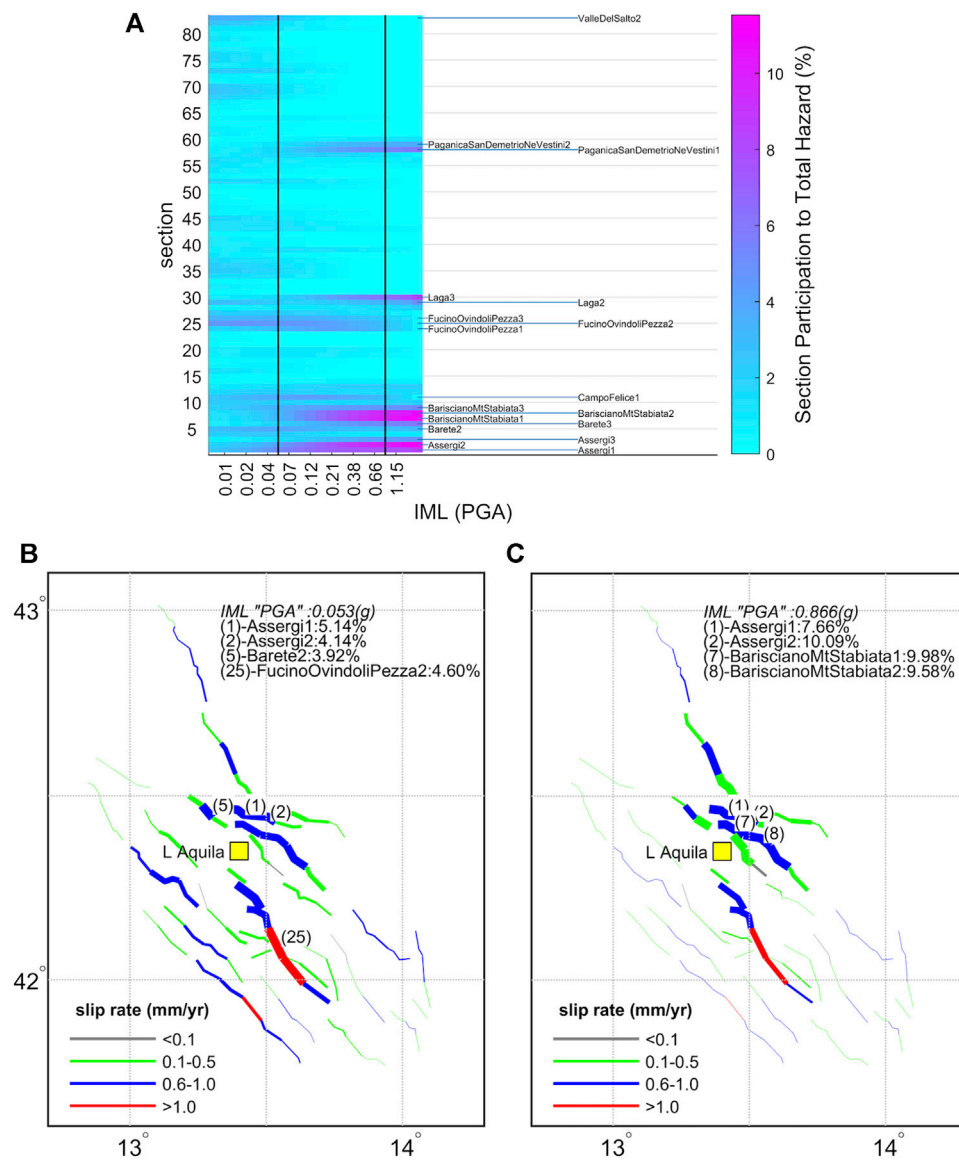 A
section
80
75
70
65
60
55
50
45
40
35
30
25
20
15
10
5
ValleDelSalto2
PaganicaSanDemetrioNeVestini2
PaganicaSanDemetrioNeVestini1
Laga3
Laga2
FucinoOvindoliPezza3
FucinoOvindoliPezza2
FucinoOvindoliPezza1
CampoFelice1
BariscianoMtStabiata3
BariscianoMtStabiata2
BariscianoMtStabiata1
Barete3
Barete2
Assergi3
Assergi2
Assergi1
0.01 0.02 0.04 0.07 0.12 0.21 0.38 0.66 1.15
IML (PGA)
10
8
6
4
2
0
Section Participation to Total Hazard (%)
B
43°
42°
IML "PGA" :0.053(g)
(1)-Assergi1:5.14%
(2)-Assergi2:4.14%
(5)-Barete2:3.92%
(25)-FucinoOvindoliPezza2:4.60%
(5) (1) (2)
L Aquila
(25)
slip rate (mm/yr)
<0.1
0.1-0.5
0.6-1.0
>1.0
13° 14°
C
IML "PGA" :0.866(g)
(1)-Assergi1:7.66%
(2)-Assergi2:10.09%
(7)-BariscianoMtStabiata1:9.98%
(8)-BariscianoMtStabiata2:9.58%
(1) (2)
(7) (8)
L Aquila
slip rate (mm/yr)
<0.1
0.1-0.5
0.6-1.0
>1.0
13° 14°